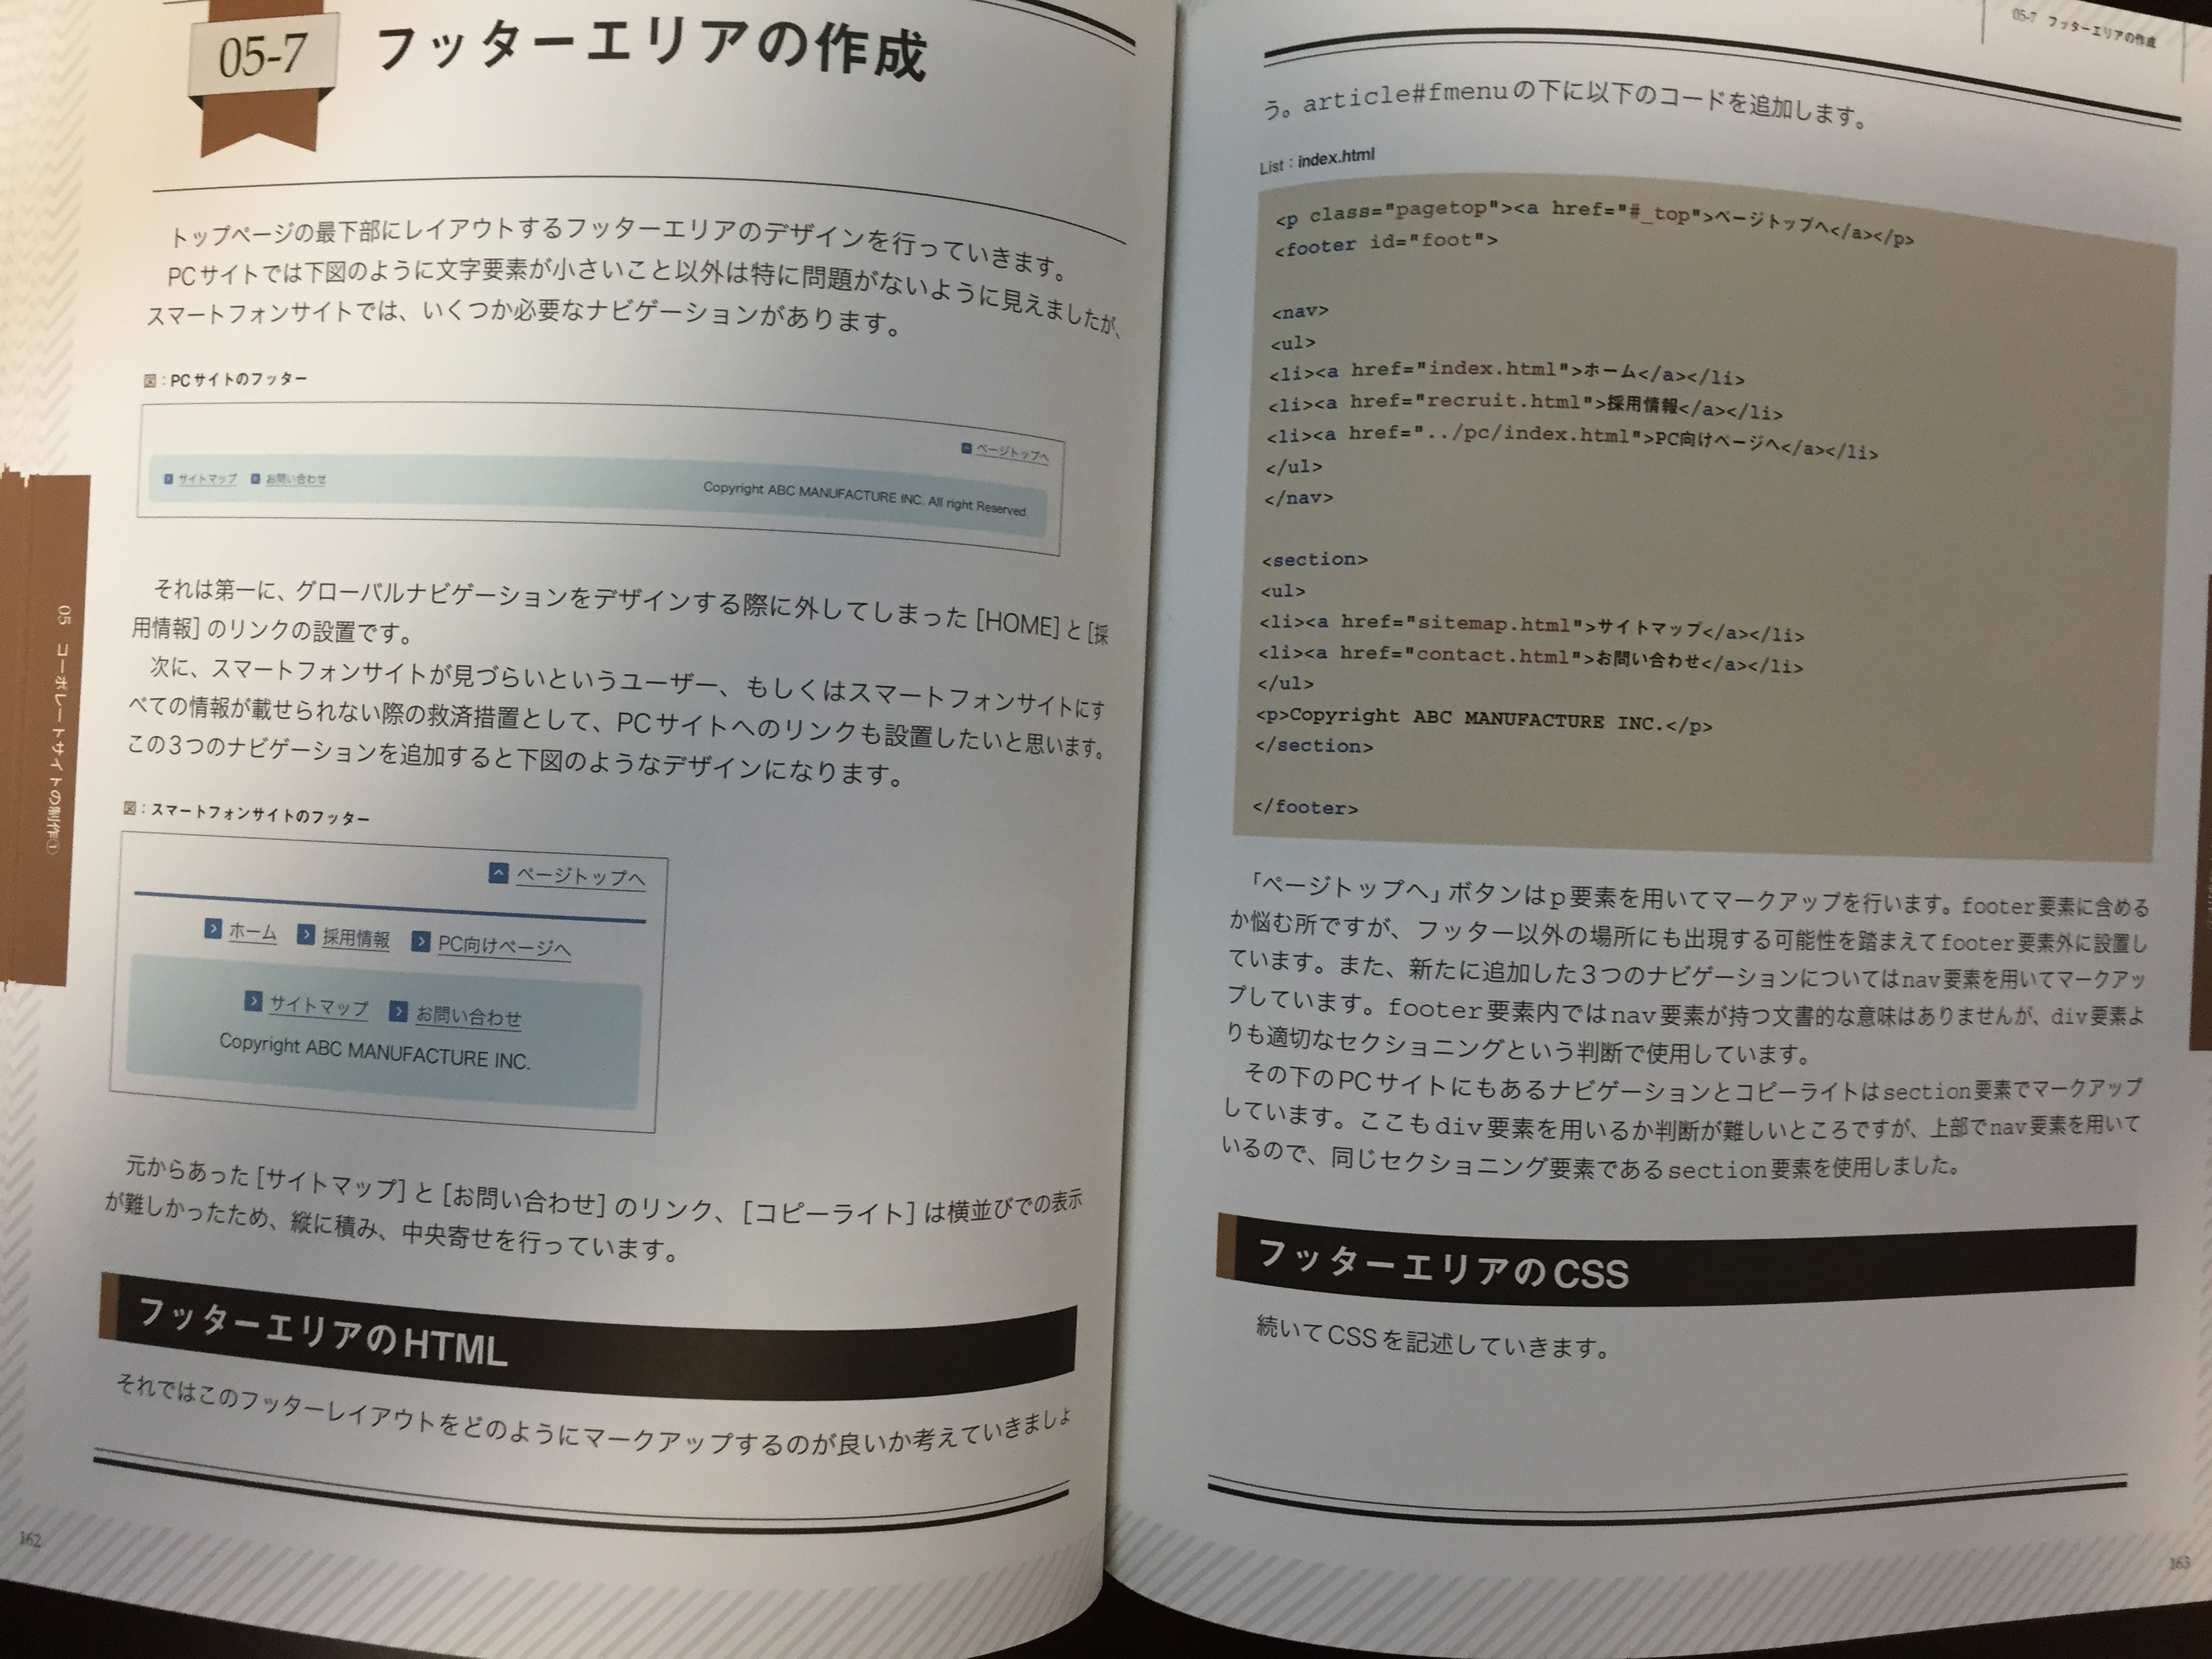 05-7
フッターエリアの作成
トップページの最下部にレイアウトするフッターエリアのデザインを行っていきます。
PCサイトでは下図のように文字要素が小さいこと以外は特に問題がないように見えましたが、
スマートフォンサイトでは、いくつか必要なナビゲーションがあります。
図：PCサイトのフッター
ページトップへ
サイトマップ お問い合わせ Copyright ABC MANUFACTURE INC. All right Reserved.
それは第一に、グローバルナビゲーションをデザインする際に外してしまった［HOME］と［採
用情報］のリンクの設置です。
次に、スマートフォンサイトが見づらいというユーザー、もしくはスマートフォンサイトにす
べての情報が載せられない際の救済措置として、PCサイトへのリンクも設置したいと思います。
この3つのナビゲーションを追加すると下図のようなデザインになります。
図：スマートフォンサイトのフッター
ページトップへ
ホーム 採用情報 PC向けページへ
サイトマップ お問い合わせ
Copyright ABC MANUFACTURE INC.
元からあった［サイトマップ］と［お問い合わせ］のリンク、［コピーライト］は横並びでの表示
が難しかったため、縦に積み、中央寄せを行っています。
フッターエリアのHTML
それではこのフッターレイアウトをどのようにマークアップするのが良いか考えていきましょ
05 コーポレートサイトの制作①
162
05-7 フッターエリアの作成
う。article#fmenuの下に以下のコードを追加します。
List：index.html
<p class="pagetop"><a href="#_top">ページトップへ</a></p>
<footer id="foot">
<nav>
<ul>
<li><a href="index.html">ホーム</a></li>
<li><a href="recruit.html">採用情報</a></li>
<li><a href="../pc/index.html">PC向けページへ</a></li>
</ul>
</nav>
<section>
<ul>
<li><a href="sitemap.html">サイトマップ</a></li>
<li><a href="contact.html">お問い合わせ</a></li>
</ul>
<p>Copyright ABC MANUFACTURE INC.</p>
</section>
</footer>
「ページトップへ」ボタンはp要素を用いてマークアップを行います。footer要素に含める
か悩む所ですが、フッター以外の場所にも出現する可能性を踏まえてfooter要素外に設置し
ています。また、新たに追加した3つのナビゲーションについてはnav要素を用いてマークアッ
プしています。footer要素内ではnav要素が持つ文書的な意味はありませんが、div要素よ
りも適切なセクショニングという判断で使用しています。
その下のPCサイトにもあるナビゲーションとコピーライトはsection要素でマークアップ
しています。ここもdiv要素を用いるか判断が難しいところですが、上部でnav要素を用いて
いるので、同じセクショニング要素であるsection要素を使用しました。
フッターエリアのCSS
続いてCSSを記述していきます。
163